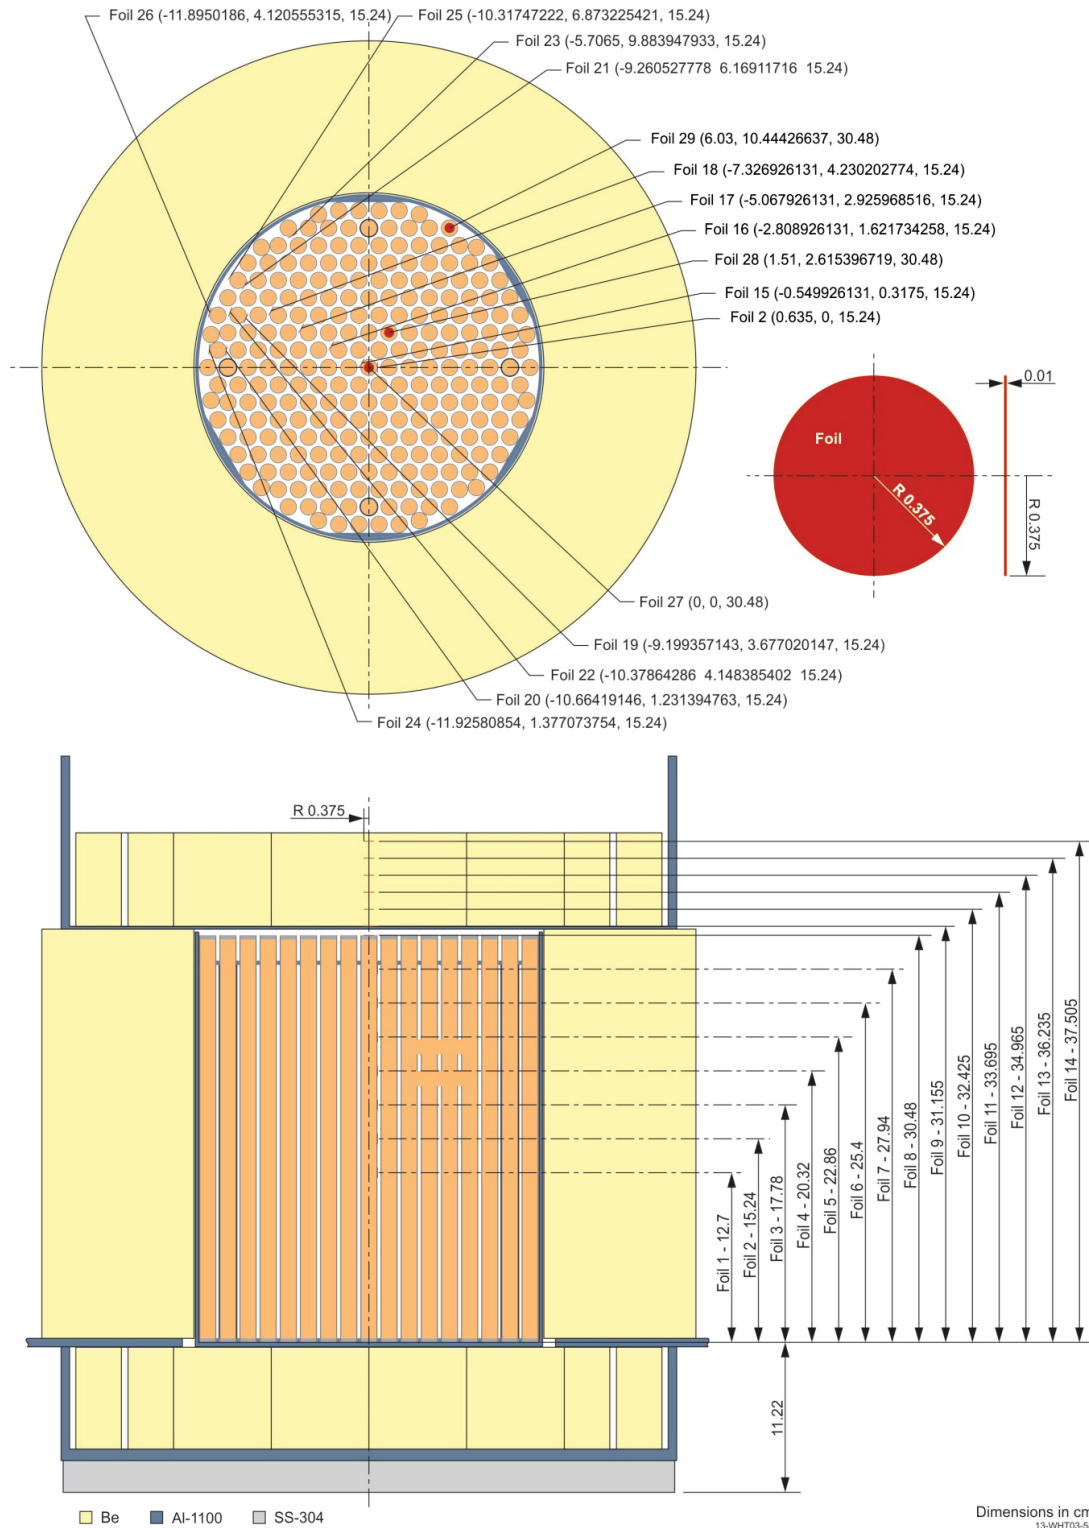 Foil 26 (-11.8950186, 4.120555315, 15.24)
Foil 25 (-10.31747222, 6.873225421, 15.24)
Foil 23 (-5.7065, 9.883947933, 15.24)
Foil 21 (-9.260527778 6.16911716 15.24)
Foil 29 (6.03, 10.44426637, 30.48)
Foil 18 (-7.326926131, 4.230202774, 15.24)
Foil 17 (-5.067926131, 2.925968516, 15.24)
Foil 16 (-2.808926131, 1.621734258, 15.24)
Foil 28 (1.51, 2.615396719, 30.48)
Foil 15 (-0.549926131, 0.3175, 15.24)
Foil 2 (0.635, 0, 15.24)
0.01
Foil
R 0.375
R 0.375
Foil 27 (0, 0, 30.48)
Foil 19 (-9.199357143, 3.677020147, 15.24)
Foil 22 (-10.37864286 4.148385402 15.24)
Foil 20 (-10.66419146, 1.231394763, 15.24)
Foil 24 (-11.92580854, 1.377073754, 15.24)
R 0.375
Foil 1 - 12.7
Foil 2 - 15.24
Foil 3 - 17.78
Foil 4 - 20.32
Foil 5 - 22.86
Foil 6 - 25.4
Foil 7 - 27.94
Foil 8 - 30.48
Foil 9 - 31.155
Foil 10 - 32.425
Foil 11 - 33.695
Foil 12 - 34.965
Foil 13 - 36.235
Foil 14 - 37.505
11.22
Be
Al-1100
SS-304
Dimensions in cm